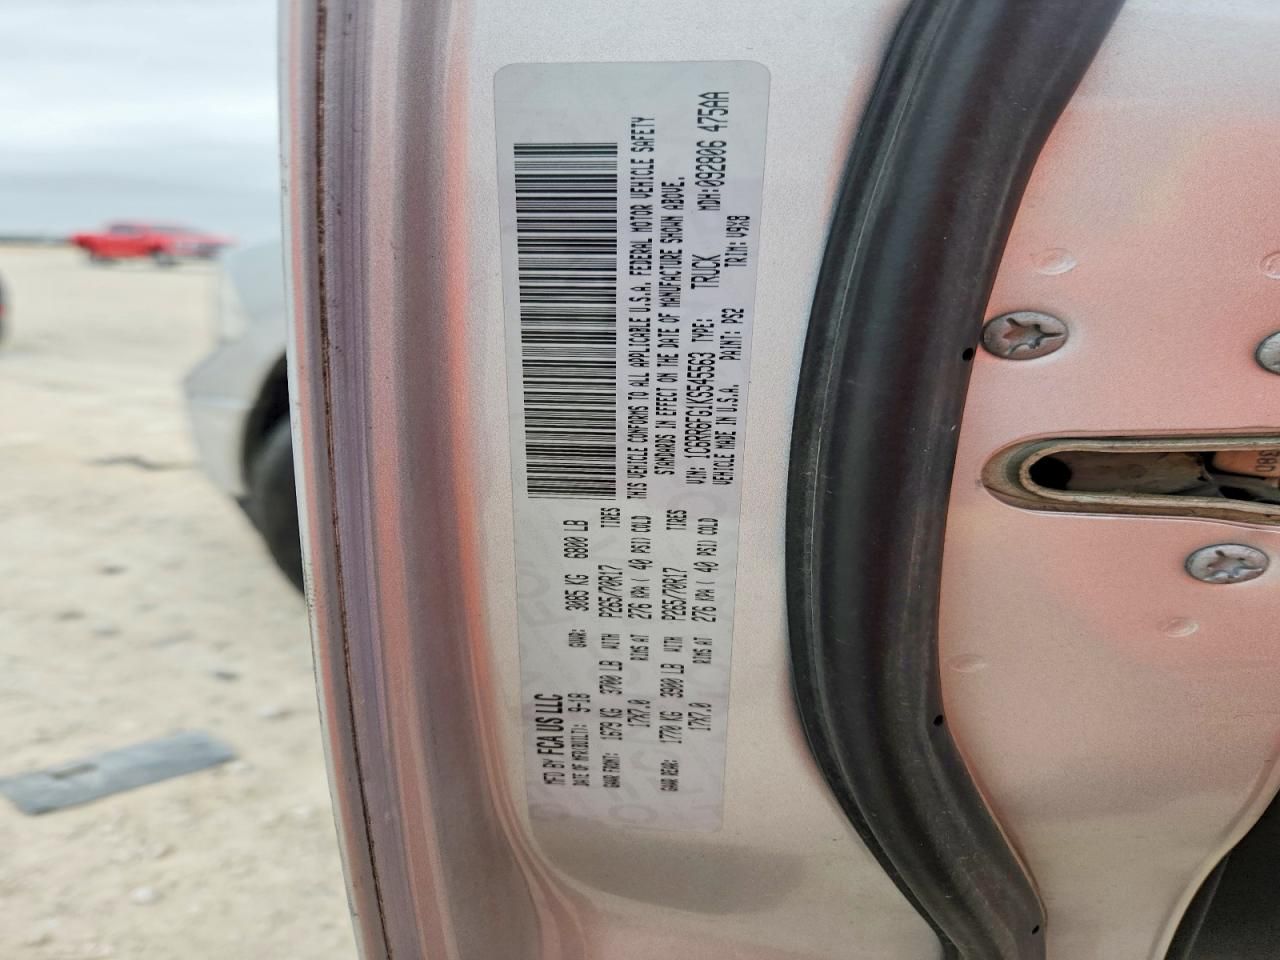 MFD BY FCA US LLC
DATE OF MFR(BUILT): 9-18 GVWR: 3085 KG 6800 LB
GAWR FRONT: 1679 KG 3700 LB WITH P265/70R17 TIRES
17X7.0 RIMS AT 276 KPA ( 40 PSI) COLD
GAWR REAR: 1770 KG 3900 LB WITH P265/70R17 TIRES
17X7.0 RIMS AT 276 KPA ( 40 PSI) COLD
THIS VEHICLE CONFORMS TO ALL APPLICABLE U.S.A. FEDERAL MOTOR VEHICLE SAFETY
STANDARDS IN EFFECT ON THE DATE OF MANUFACTURE SHOWN ABOVE.
VIN: 1C6RR6FG1KS545563 TYPE: TRUCK MDH:092806 475AA
VEHICLE MADE IN U.S.A. PAINT: PS2 TRIM: V9X8